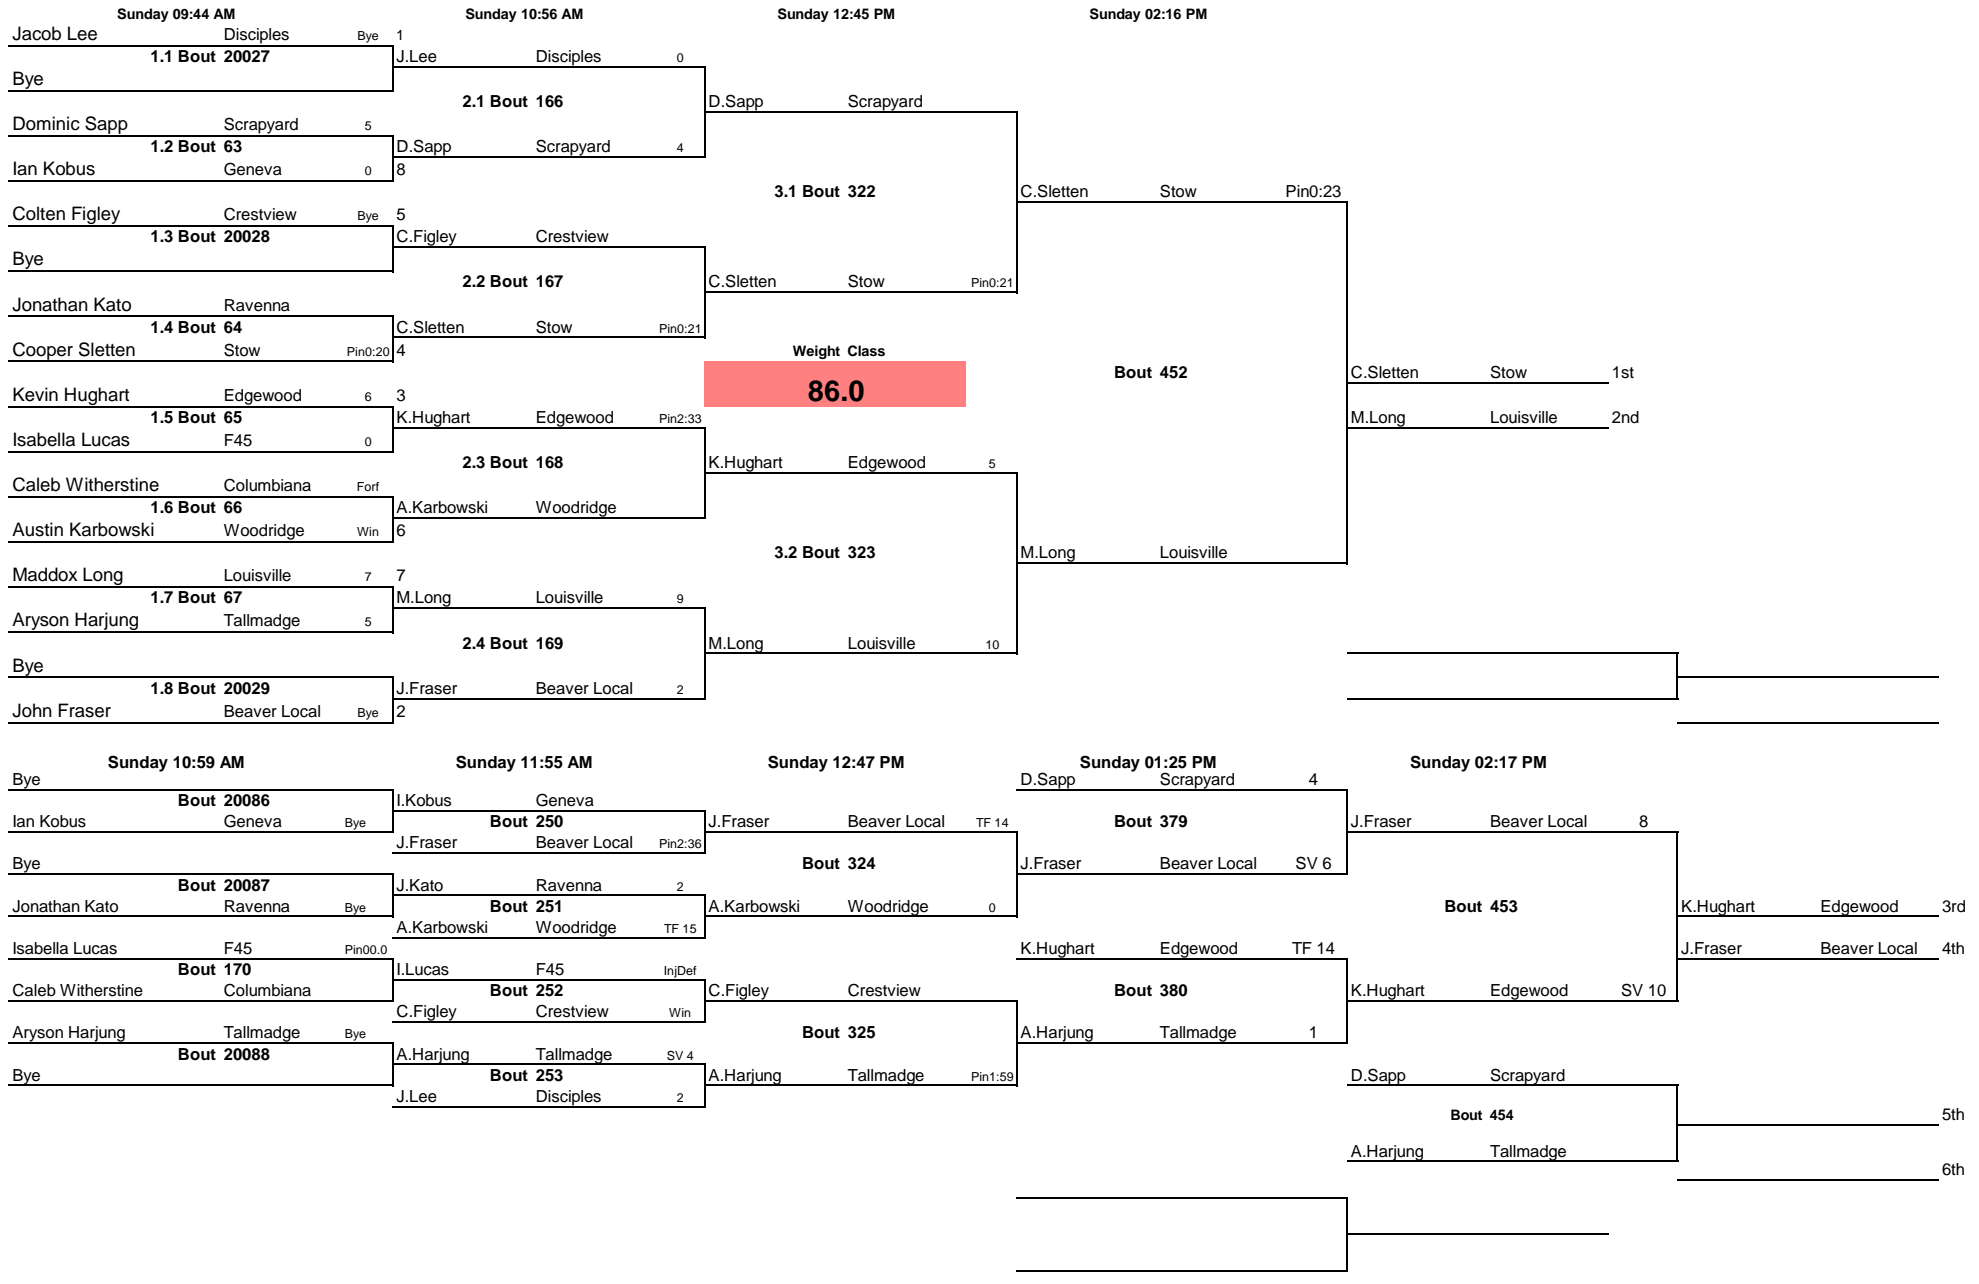 Sunday 09:44 AM Sunday 10:56 AM Sunday 12:45 PM Sunday 02:16 PM
Jacob Lee Disciples Bye 1
1.1 Bout 20027 J.Lee Disciples 0
Bye
2.1 Bout 166 D.Sapp Scrapyard
Dominic Sapp Scrapyard 5
1.2 Bout 63 D.Sapp Scrapyard 4
Ian Kobus Geneva 0 8
3.1 Bout 322 C.Sletten Stow Pin0:23
Colten Figley Crestview Bye 5
1.3 Bout 20028 C.Figley Crestview
Bye
2.2 Bout 167 C.Sletten Stow Pin0:21
Jonathan Kato Ravenna
1.4 Bout 64 C.Sletten Stow Pin0:21
Cooper Sletten Stow Pin0:20 4 Weight Class
Bout 452 C.Sletten Stow 1st
Kevin Hughart Edgewood 6 3 86.0
1.5 Bout 65 K.Hughart Edgewood Pin2:33 M.Long Louisville 2nd
Isabella Lucas F45 0
2.3 Bout 168 K.Hughart Edgewood 5
Caleb Witherstine Columbiana Forf
1.6 Bout 66 A.Karbowski Woodridge
Austin Karbowski Woodridge Win 6
3.2 Bout 323 M.Long Louisville
Maddox Long Louisville 7 7
1.7 Bout 67 M.Long Louisville 9
Aryson Harjung Tallmadge 5
2.4 Bout 169 M.Long Louisville 10
Bye
1.8 Bout 20029 J.Fraser Beaver Local 2
John Fraser Beaver Local Bye 2
Sunday 10:59 AM Sunday 11:55 AM Sunday 12:47 PM Sunday 01:25 PM Sunday 02:17 PM
Bye D.Sapp Scrapyard 4
Bout 20086 I.Kobus Geneva
Ian Kobus Geneva Bye Bout 250 J.Fraser Beaver Local TF 14 Bout 379 J.Fraser Beaver Local 8
J.Fraser Beaver Local Pin2:36
Bye Bout 324 J.Fraser Beaver Local SV 6
Bout 20087 J.Kato Ravenna 2
Jonathan Kato Ravenna Bye Bout 251 A.Karbowski Woodridge 0 Bout 453 K.Hughart Edgewood 3rd
A.Karbowski Woodridge TF 15
Isabella Lucas F45 Pin00.0 K.Hughart Edgewood TF 14 J.Fraser Beaver Local 4th
Bout 170 I.Lucas F45 InjDef
Caleb Witherstine Columbiana Bout 252 C.Figley Crestview Bout 380 K.Hughart Edgewood SV 10
C.Figley Crestview Win
Aryson Harjung Tallmadge Bye Bout 325 A.Harjung Tallmadge 1
Bout 20088 A.Harjung Tallmadge SV 4
Bye Bout 253 A.Harjung Tallmadge Pin1:59 D.Sapp Scrapyard
J.Lee Disciples 2
Bout 454 5th
A.Harjung Tallmadge
6th